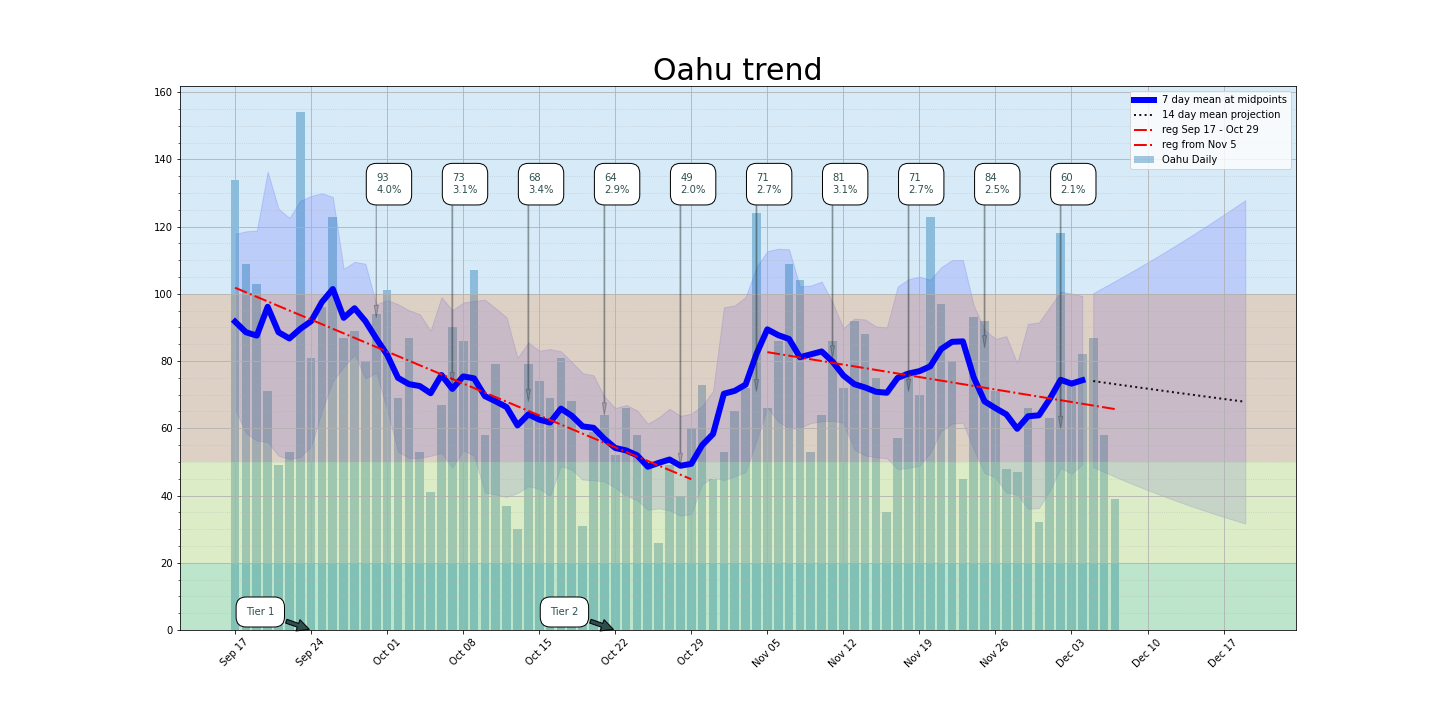 Oahu trend
160
140
120
100
80
60
40
20
0
7 day mean at midpoints
14 day mean projection
reg Sep 17 - Oct 29
reg from Nov 5
Oahu Daily
93
4.0%
73
3.1%
68
3.4%
64
2.9%
49
2.0%
71
2.7%
81
3.1%
71
2.7%
84
2.5%
60
2.1%
Tier 1
Tier 2
Sep 17
Sep 24
Oct 01
Oct 08
Oct 15
Oct 22
Oct 29
Nov 05
Nov 12
Nov 19
Nov 26
Dec 03
Dec 10
Dec 17